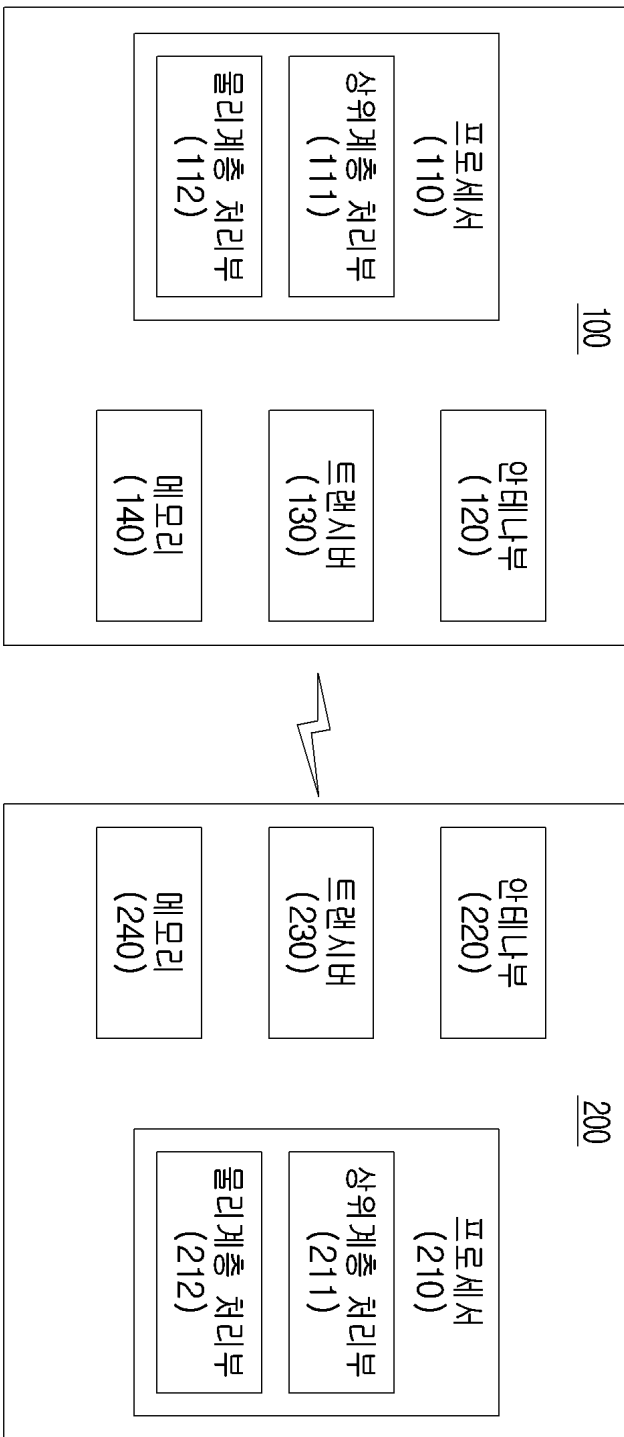 100
프로세서
(110)
상위계층 처리부
(111)
물리계층 처리부
(112)
안테나부
(120)
트랜시버
(130)
메모리
(140)
200
안테나부
(220)
트랜시버
(230)
메모리
(240)
프로세서
(210)
상위계층 처리부
(211)
물리계층 처리부
(212)